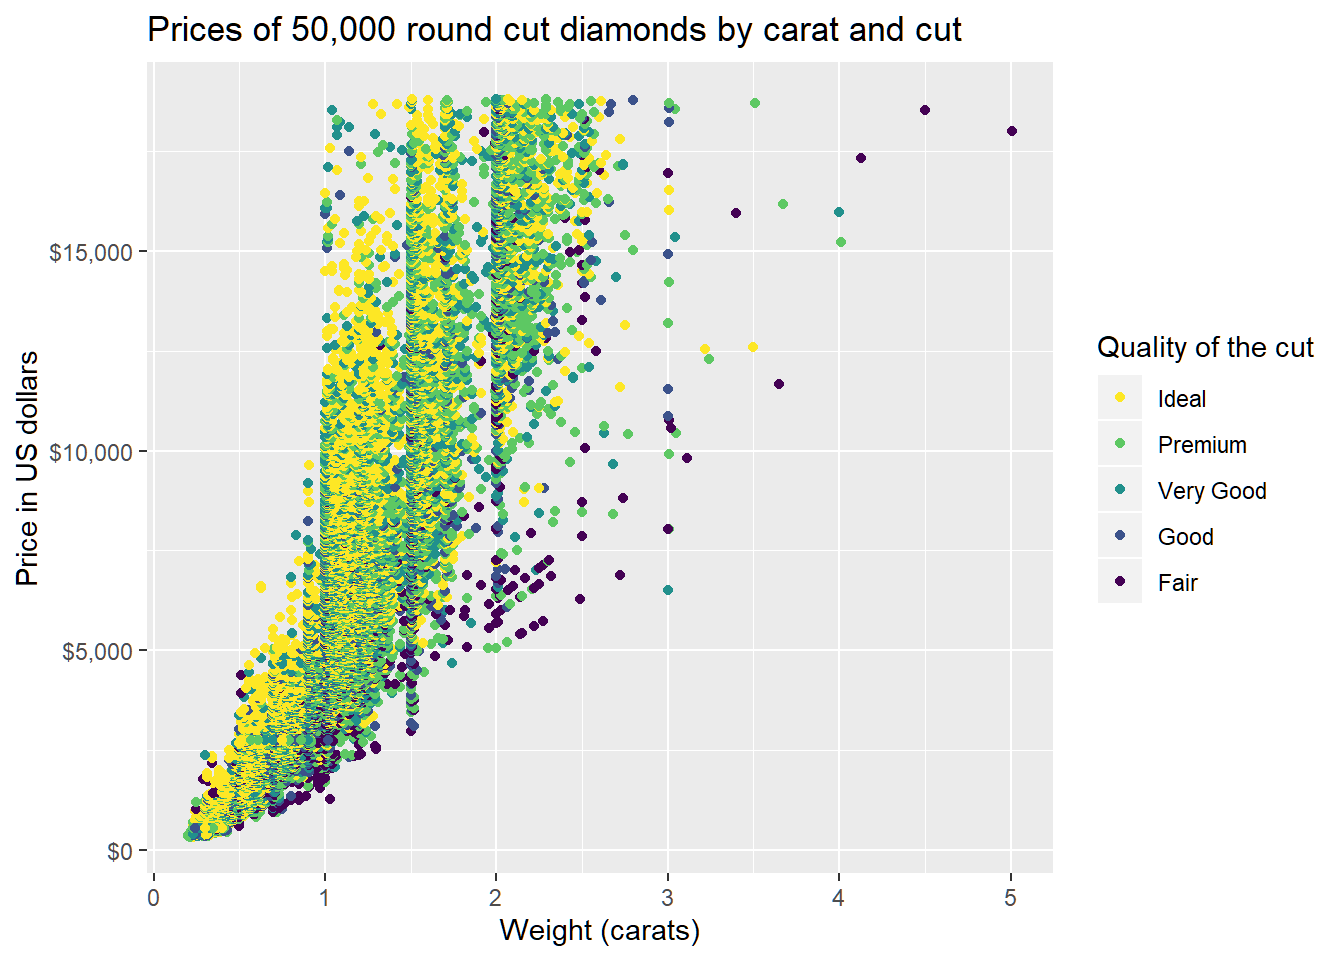 Prices of 50,000 round cut diamonds by carat and cut
Price in US dollars
$15,000
$10,000
$5,000
$0
0 1 2 3 4 5
Weight (carats)
Quality of the cut
Ideal
Premium
Very Good
Good
Fair